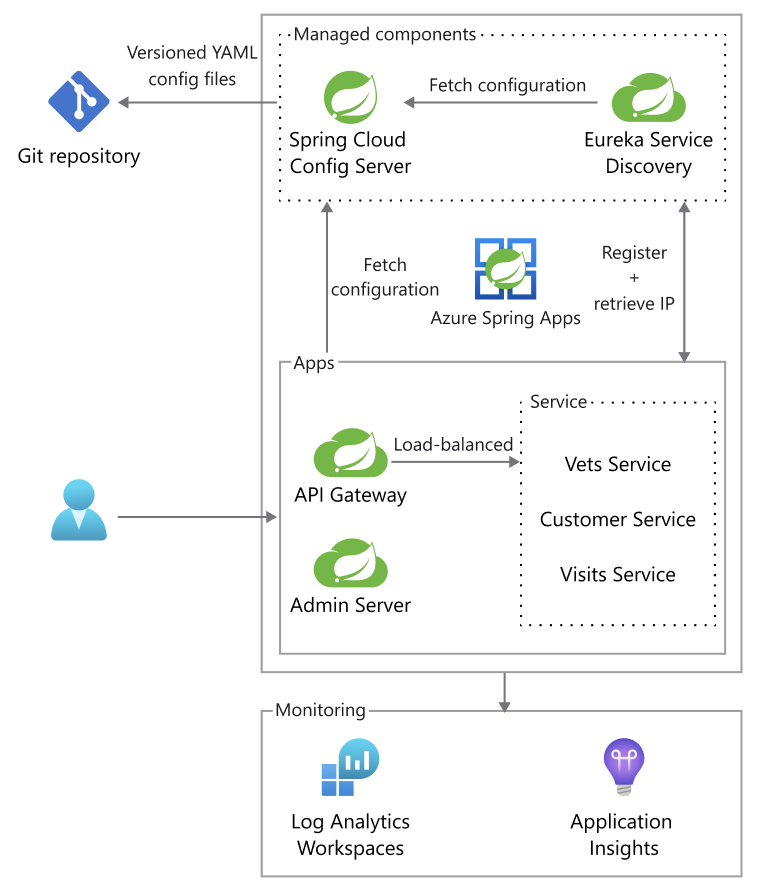 Managed components
Versioned YAML
config files
Git repository
Spring Cloud
Config Server
Fetch configuration
Eureka Service
Discovery
Fetch
configuration
Azure Spring Apps
Register
+
retrieve IP
Apps
API Gateway
Load-balanced
Admin Server
Service
Vets Service
Customer Service
Visits Service
Monitoring
Log Analytics
Workspaces
Application
Insights